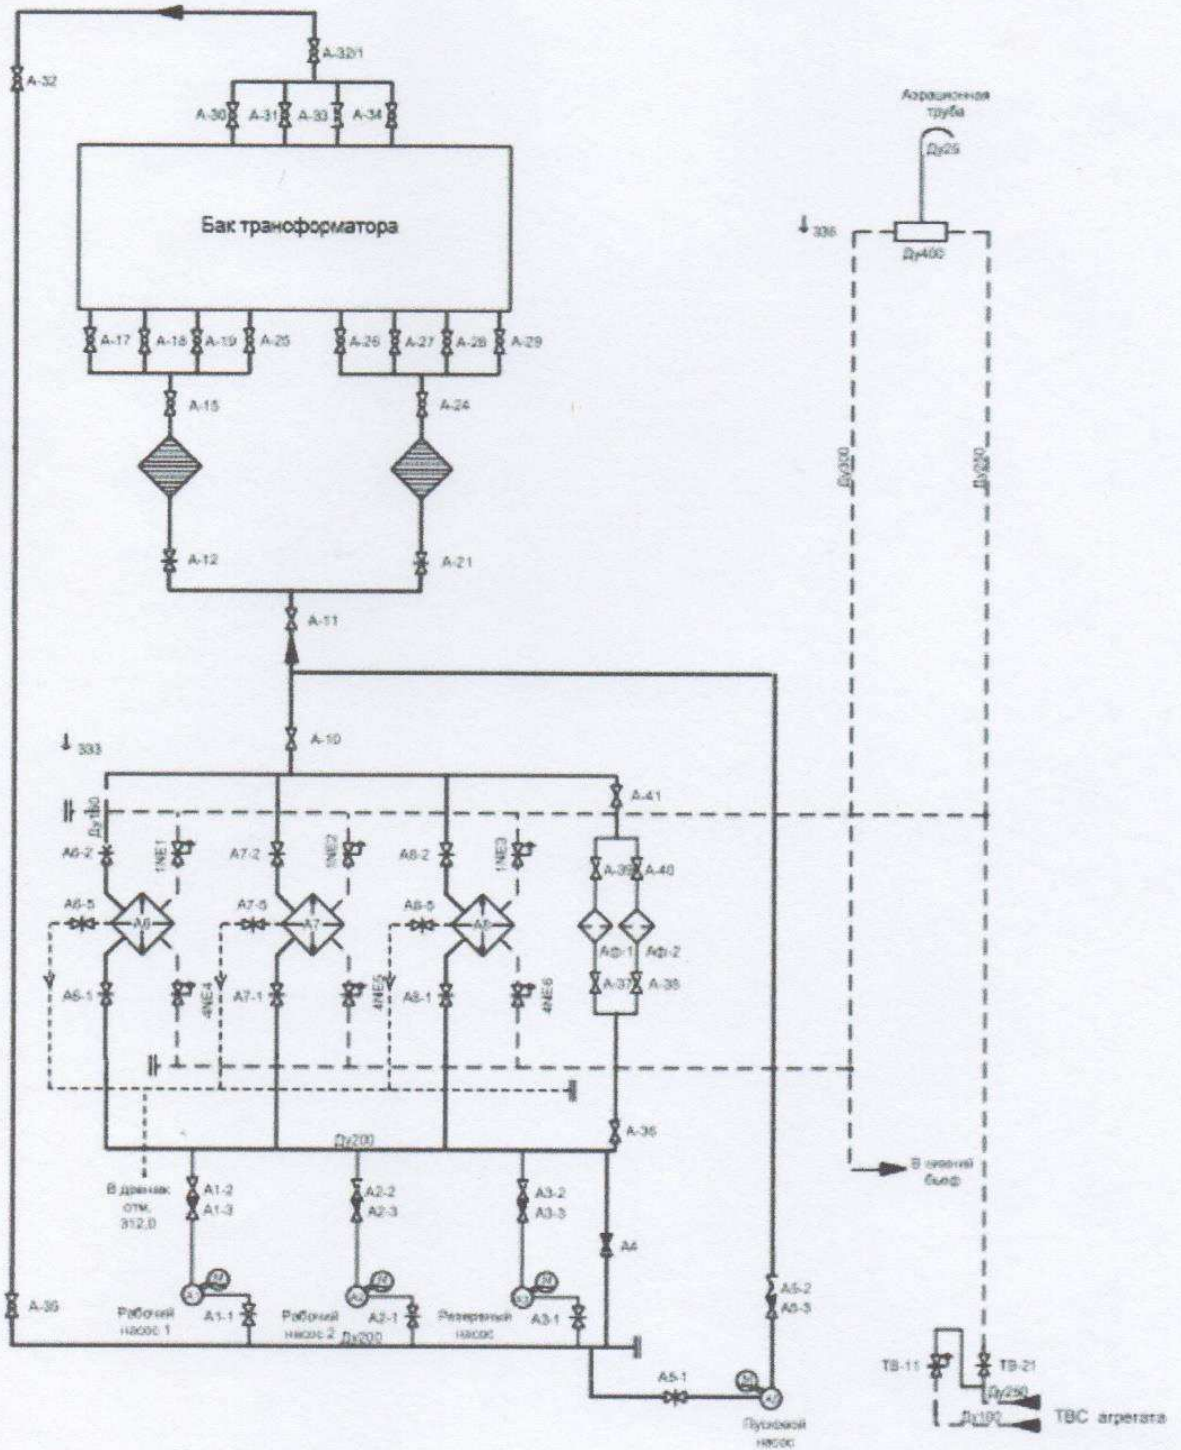 А-32/1
А-32
А-30 А-31 А-33 А-34
Аэрационная
труба
Ду25
Бак трансформатора
336
Ду400
А-17 А-18 А-19 А-25 А-26 А-27 А-28 А-29
А-15 А-24
Ду300 Ду250
А-12 А-21
А-11
А-10
333
А-41
Ду150
А6-2 1NE1 А7-2 1NE2 А8-2 1NE3 А-39 А-40
А6-5 А7-5 А8-5
А6 А7
Аф-1 Аф-2
А-37 А-38
А6-1 4NE4 А7-1 4NE5 А8-1 4NE6
А-36
Ду200
В нижний
бьеф
В дренаж
отм.
312,0
А1-2 А2-2 А3-2
А1-3 А2-3 А3-3
А4
А5-2
А5-3
А-35
Рабочий
насос 1
А1-1
Рабочий
насос 2
А2-1
Резервный
насос
А3-1
Ду200
ТВ-11 ТВ-21
А5-1
Ду250
Ду100
ТВС агрегата
Пусковой
насос